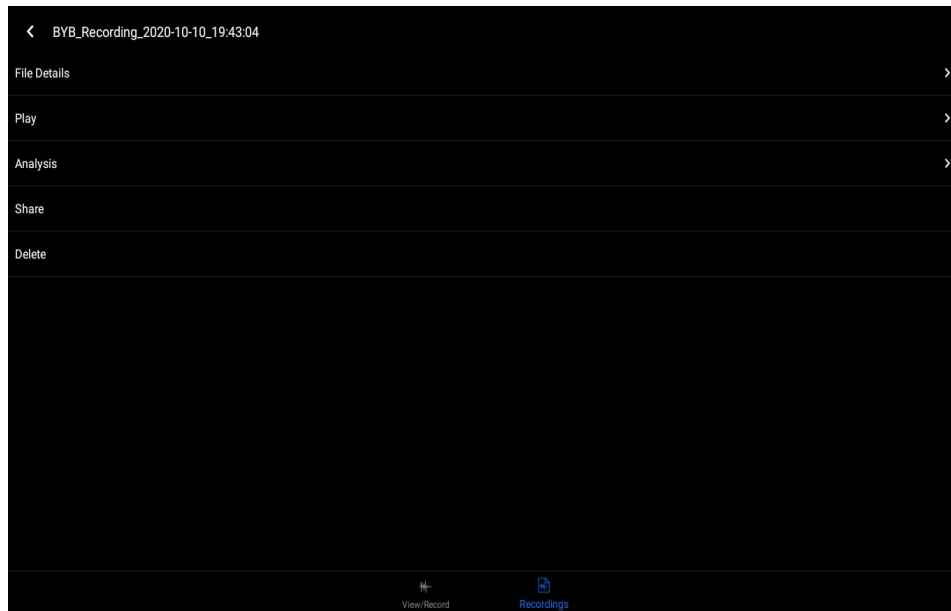 BYB_Recording_2020-10-10_19:43:04
File Details
Play
Analysis
Share
Delete
View/Record
Recordings